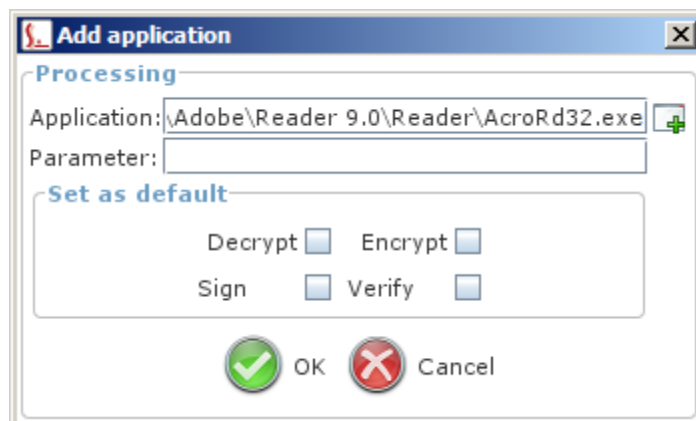 Add application
Processing
Application: \Adobe\Reader 9.0\Reader\AcroRd32.exe
Parameter:
Set as default
Decrypt Encrypt
Sign Verify
OK Cancel